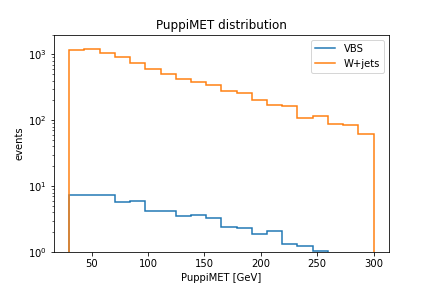 PuppiMET distribution
VBS
W+jets
events
10³
10²
10¹
10⁰
50 100 150 200 250 300
PuppiMET [GeV]